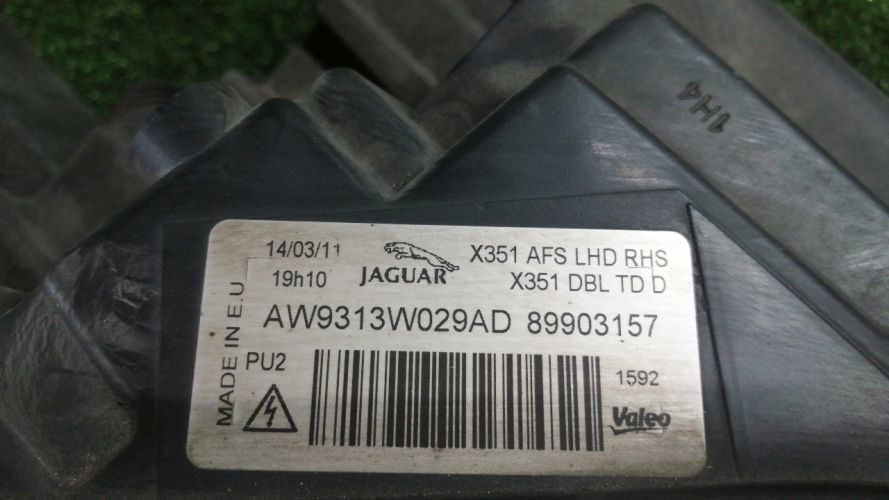 1H4
14/03/11
19h10
JAGUAR
X351 AFS LHD RHS
X351 DBL TD D
AW9313W029AD 89903157
MADE IN E.U
PU2
1592
Valeo